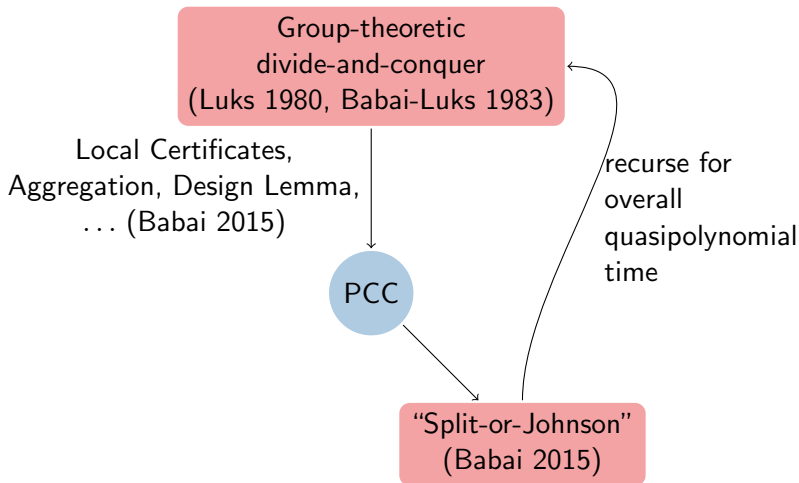 Group-theoretic
divide-and-conquer
(Luks 1980, Babai-Luks 1983)
Local Certificates,
Aggregation, Design Lemma,
. . . (Babai 2015)
recurse for
overall
quasipolynomial
time
PCC
“Split-or-Johnson”
(Babai 2015)